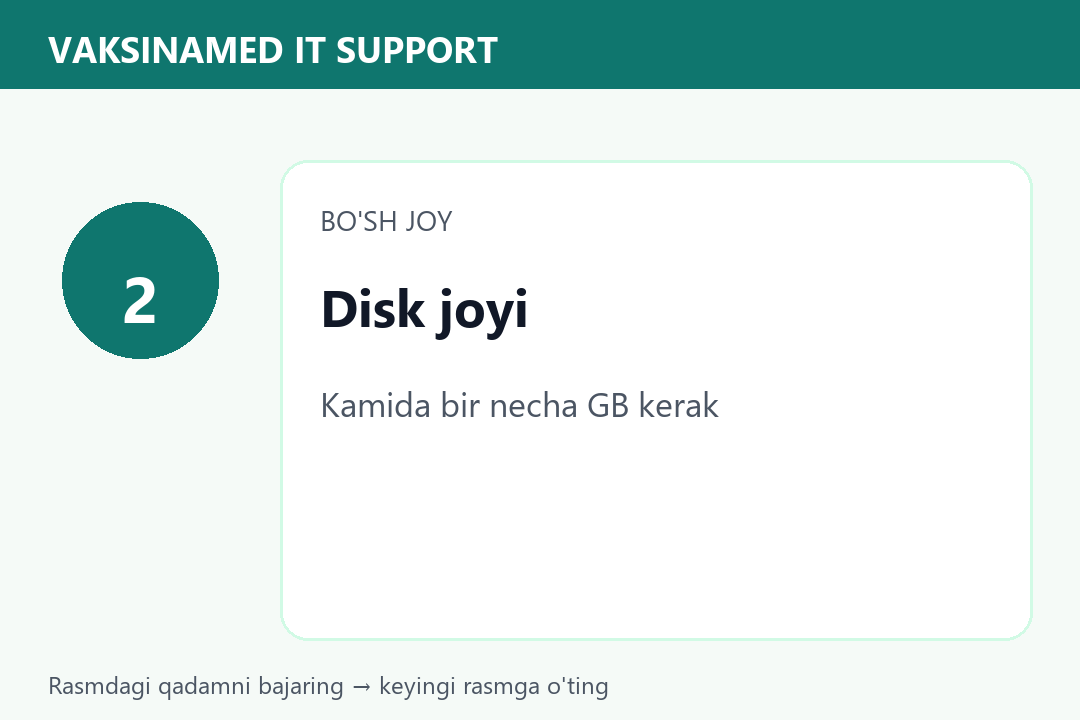 VAKSINAMED IT SUPPORT
2
BO'SH JOY
Disk joyi
Kamida bir necha GB kerak
Rasmdagi qadamni bajaring → keyingi rasmga o'ting